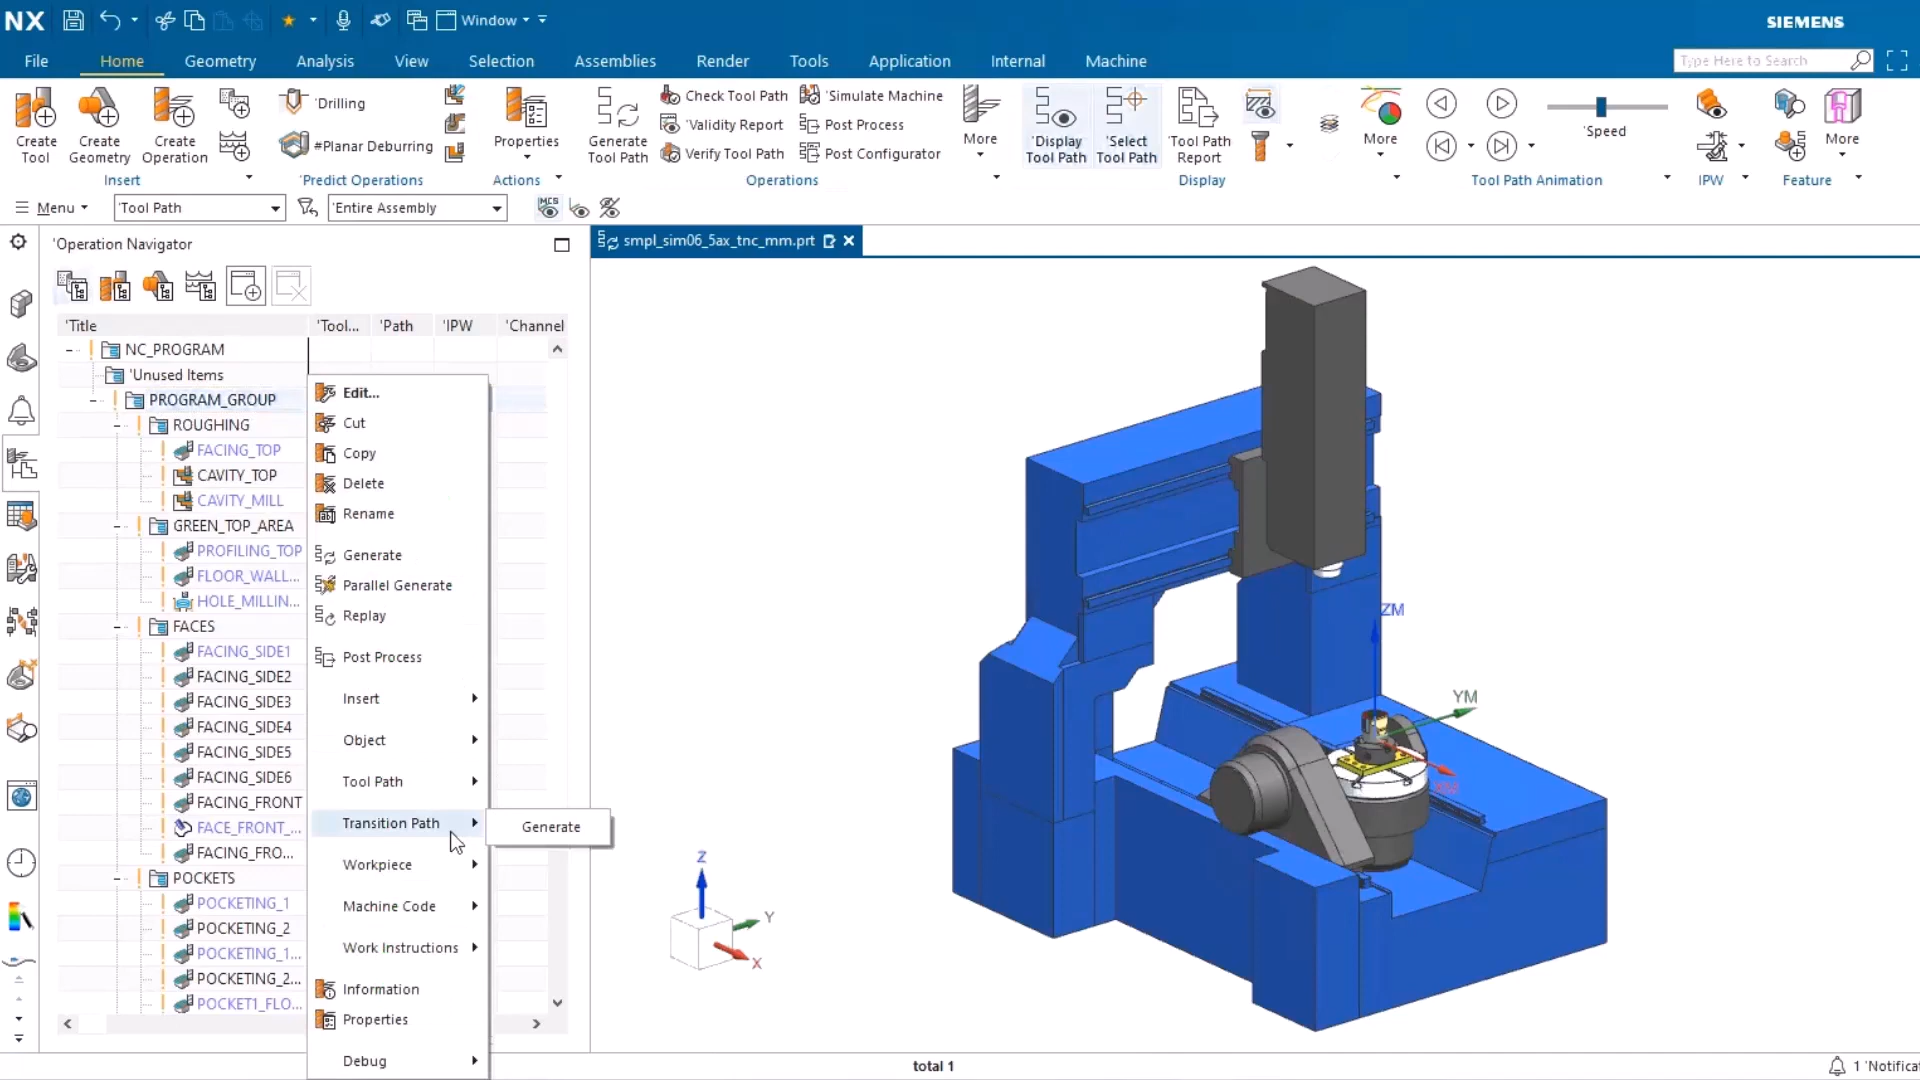 NX
Window
SIEMENS
File
Home
Geometry
Analysis
View
Selection
Assemblies
Render
Tools
Application
Internal
Machine
Type Here to Search
Create Tool
Create Geometry
Create Operation
Insert
'Drilling
#Planar Deburring
'Predict Operations
Properties
Actions
Generate Tool Path
Check Tool Path
'Validity Report
Verify Tool Path
'Simulate Machine
Post Process
Post Configurator
Operations
More
'Display Tool Path
'Select Tool Path
'Tool Path Report
Display
More
'Speed
Tool Path Animation
IPW
More
Feature
Menu
'Tool Path
'Entire Assembly
MCS
'Operation Navigator
smpl_sim06_5ax_tnc_mm.prt
'Title
'Tool...
'Path
'IPW
'Channel
NC_PROGRAM
'Unused Items
PROGRAM_GROUP
ROUGHING
FACING_TOP
CAVITY_TOP
CAVITY_MILL
GREEN_TOP_AREA
PROFILING_TOP
FLOOR_WALL...
HOLE_MILLIN...
FACES
FACING_SIDE1
FACING_SIDE2
FACING_SIDE3
FACING_SIDE4
FACING_SIDE5
FACING_SIDE6
FACING_FRONT
FACE_FRONT_...
FACING_FRO...
POCKETS
POCKETING_1
POCKETING_2
POCKETING_1...
POCKETING_2...
POCKET1_FLO...
Edit...
Cut
Copy
Delete
Rename
Generate
Parallel Generate
Replay
Post Process
Insert
Object
Tool Path
Transition Path
Generate
Workpiece
Machine Code
Work Instructions
Information
Properties
Debug
ZM
YM
Z
Y
X
total 1
1 'Notifica